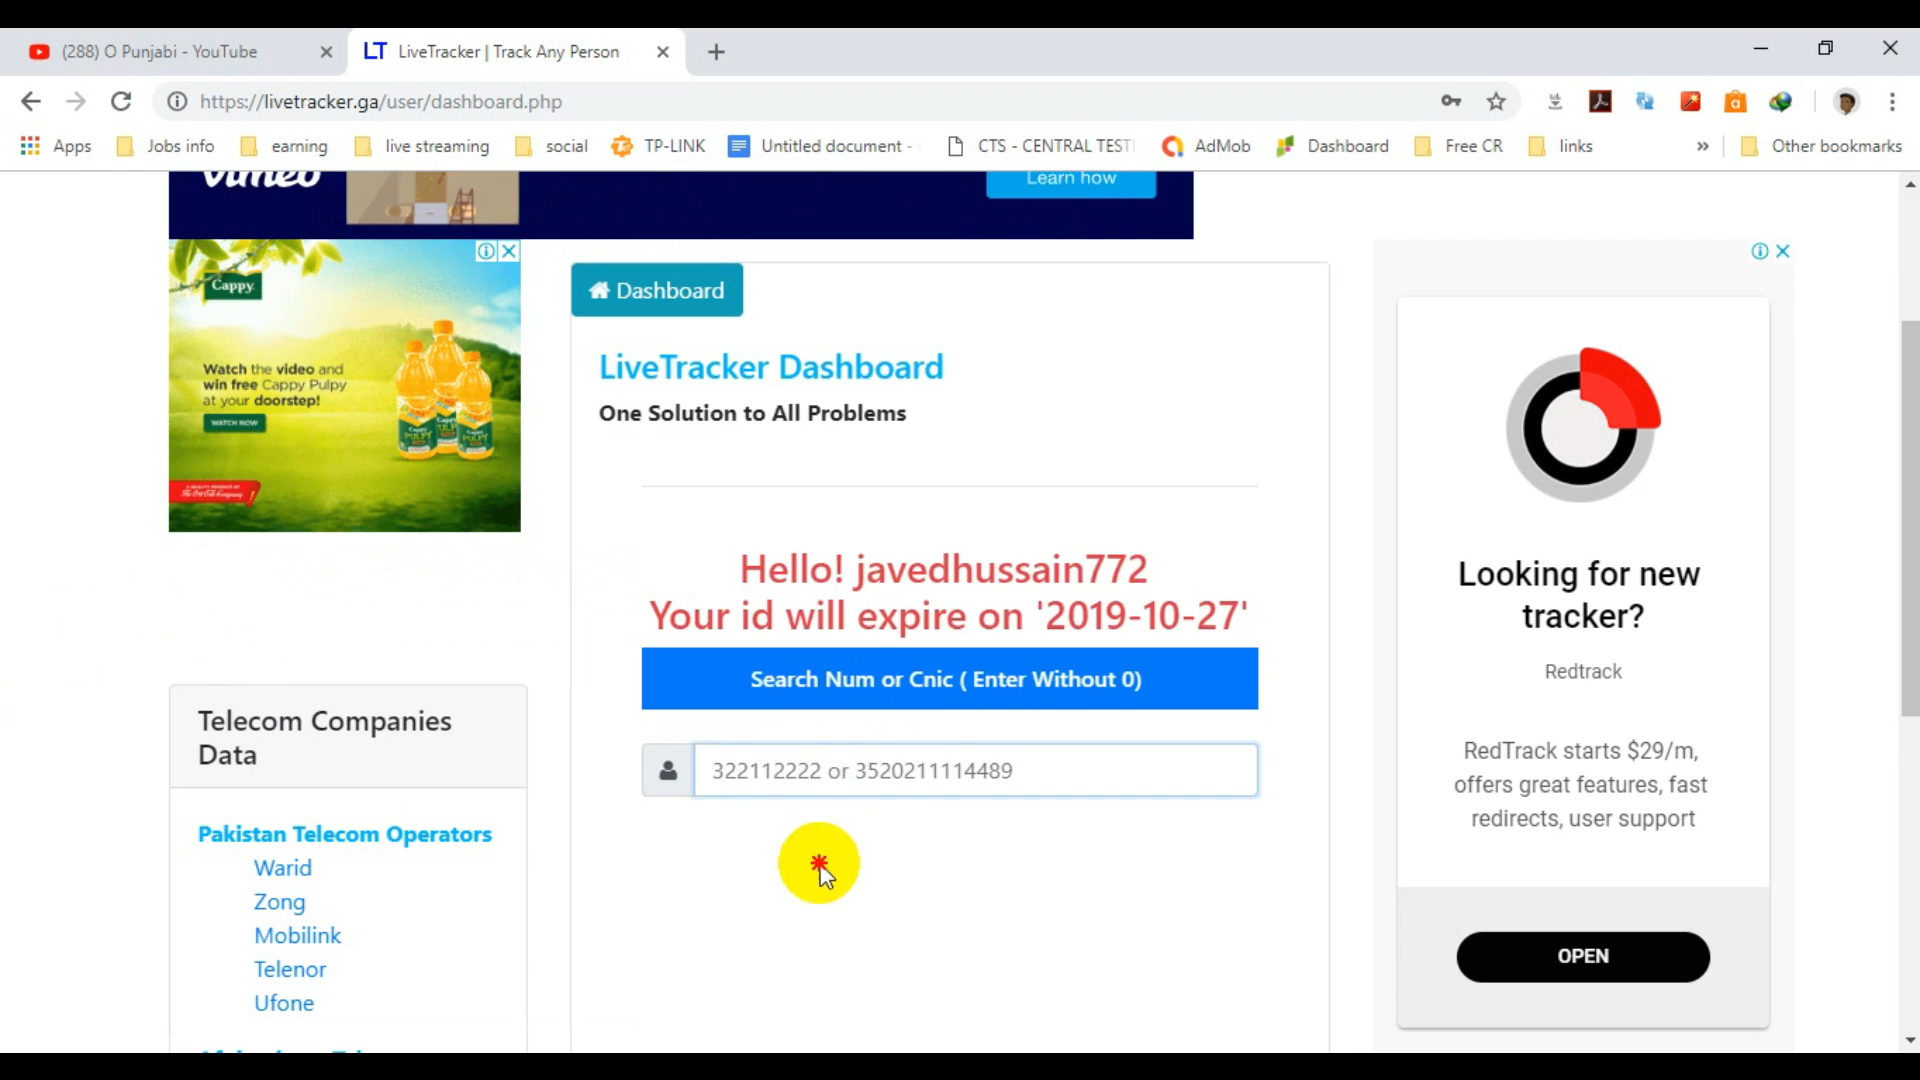 (288) O Punjabi - YouTube
LT LiveTracker | Track Any Person
https://livetracker.ga/user/dashboard.php
Apps Jobs info earning live streaming social TP-LINK Untitled document - CTS - CENTRAL TESTI AdMob Dashboard Free CR links » Other bookmarks
vimeo
Learn how
Cappy
Watch the video and
win free Cappy Pulpy
at your doorstep!
WATCH NOW
Dashboard
LiveTracker Dashboard
One Solution to All Problems
Hello! javedhussain772
Your id will expire on '2019-10-27'
Search Num or Cnic ( Enter Without 0)
322112222 or 3520211114489
Telecom Companies
Data
Pakistan Telecom Operators
Warid
Zong
Mobilink
Telenor
Ufone
Looking for new
tracker?
Redtrack
RedTrack starts $29/m,
offers great features, fast
redirects, user support
OPEN